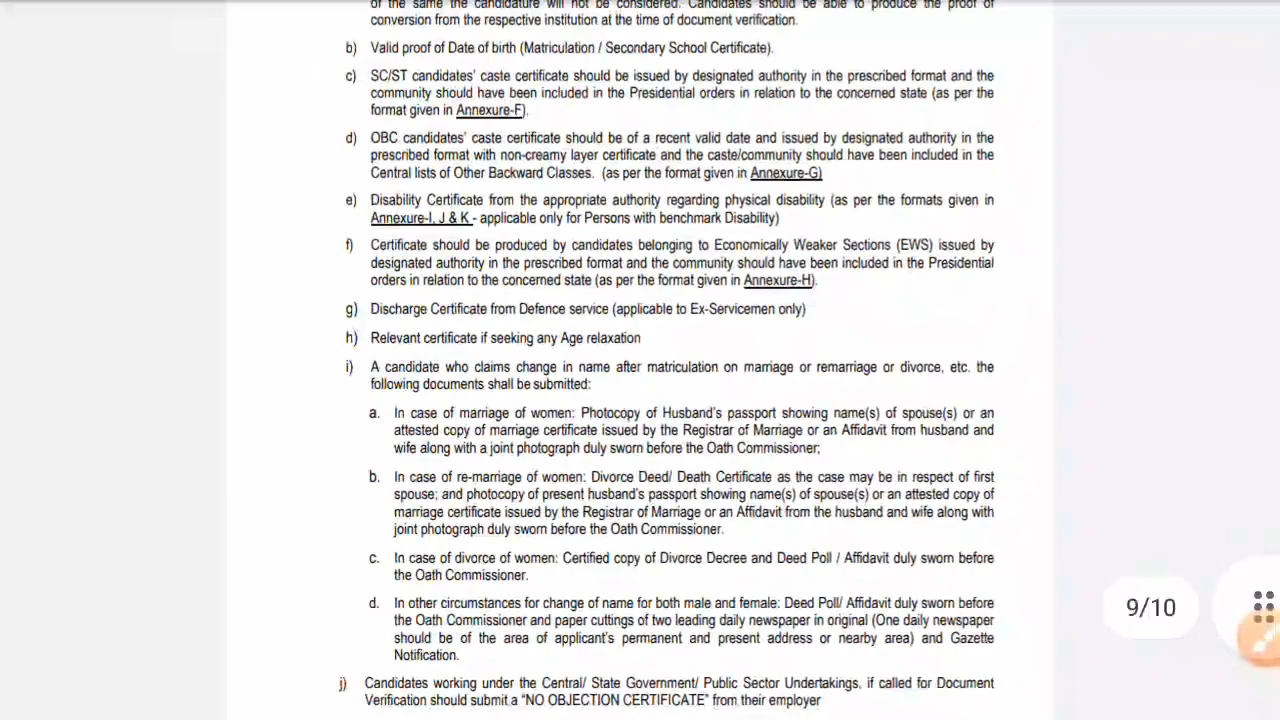 of the same the candidature will not be considered. Candidates should be able to produce the proof of
conversion from the respective institution at the time of document verification.
b) Valid proof of Date of birth (Matriculation / Secondary School Certificate).
c) SC/ST candidates' caste certificate should be issued by designated authority in the prescribed format and the
community should have been included in the Presidential orders in relation to the concerned state (as per the
format given in Annexure-F).
d) OBC candidates' caste certificate should be of a recent valid date and issued by designated authority in the
prescribed format with non-creamy layer certificate and the caste/community should have been included in the
Central lists of Other Backward Classes. (as per the format given in Annexure-G)
e) Disability Certificate from the appropriate authority regarding physical disability (as per the formats given in
Annexure-I, J & K - applicable only for Persons with benchmark Disability)
f) Certificate should be produced by candidates belonging to Economically Weaker Sections (EWS) issued by
designated authority in the prescribed format and the community should have been included in the Presidential
orders in relation to the concerned state (as per the format given in Annexure-H).
g) Discharge Certificate from Defence service (applicable to Ex-Servicemen only)
h) Relevant certificate if seeking any Age relaxation
i) A candidate who claims change in name after matriculation on marriage or remarriage or divorce, etc. the
following documents shall be submitted:
a. In case of marriage of women: Photocopy of Husband's passport showing name(s) of spouse(s) or an
attested copy of marriage certificate issued by the Registrar of Marriage or an Affidavit from husband and
wife along with a joint photograph duly sworn before the Oath Commissioner;
b. In case of re-marriage of women: Divorce Deed/ Death Certificate as the case may be in respect of first
spouse; and photocopy of present husband's passport showing name(s) of spouse(s) or an attested copy of
marriage certificate issued by the Registrar of Marriage or an Affidavit from the husband and wife along with
joint photograph duly sworn before the Oath Commissioner.
c. In case of divorce of women: Certified copy of Divorce Decree and Deed Poll / Affidavit duly sworn before
the Oath Commissioner.
d. In other circumstances for change of name for both male and female: Deed Poll/ Affidavit duly sworn before
the Oath Commissioner and paper cuttings of two leading daily newspaper in original (One daily newspaper
should be of the area of applicant's permanent and present address or nearby area) and Gazette
Notification.
9/10
j) Candidates working under the Central/ State Government/ Public Sector Undertakings, if called for Document
Verification should submit a "NO OBJECTION CERTIFICATE" from their employer